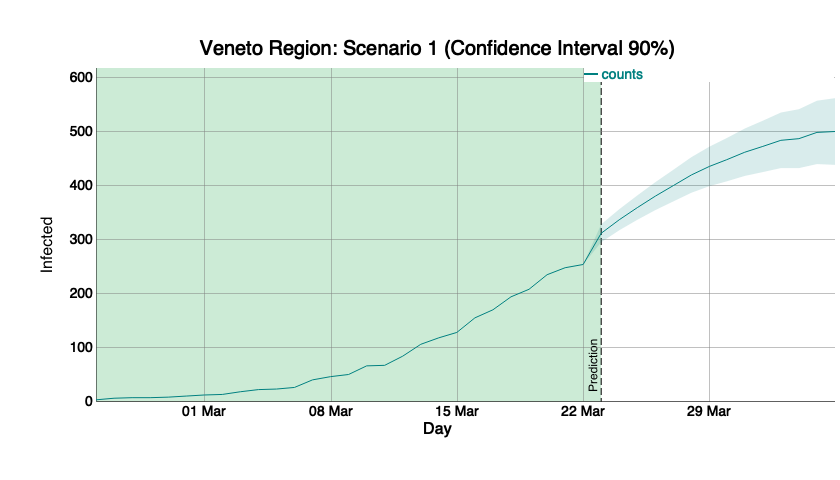 Veneto Region: Scenario 1 (Confidence Interval 90%)
counts
600
500
400
300
200
100
0
Infected
Prediction
01 Mar
08 Mar
15 Mar
22 Mar
29 Mar
Day